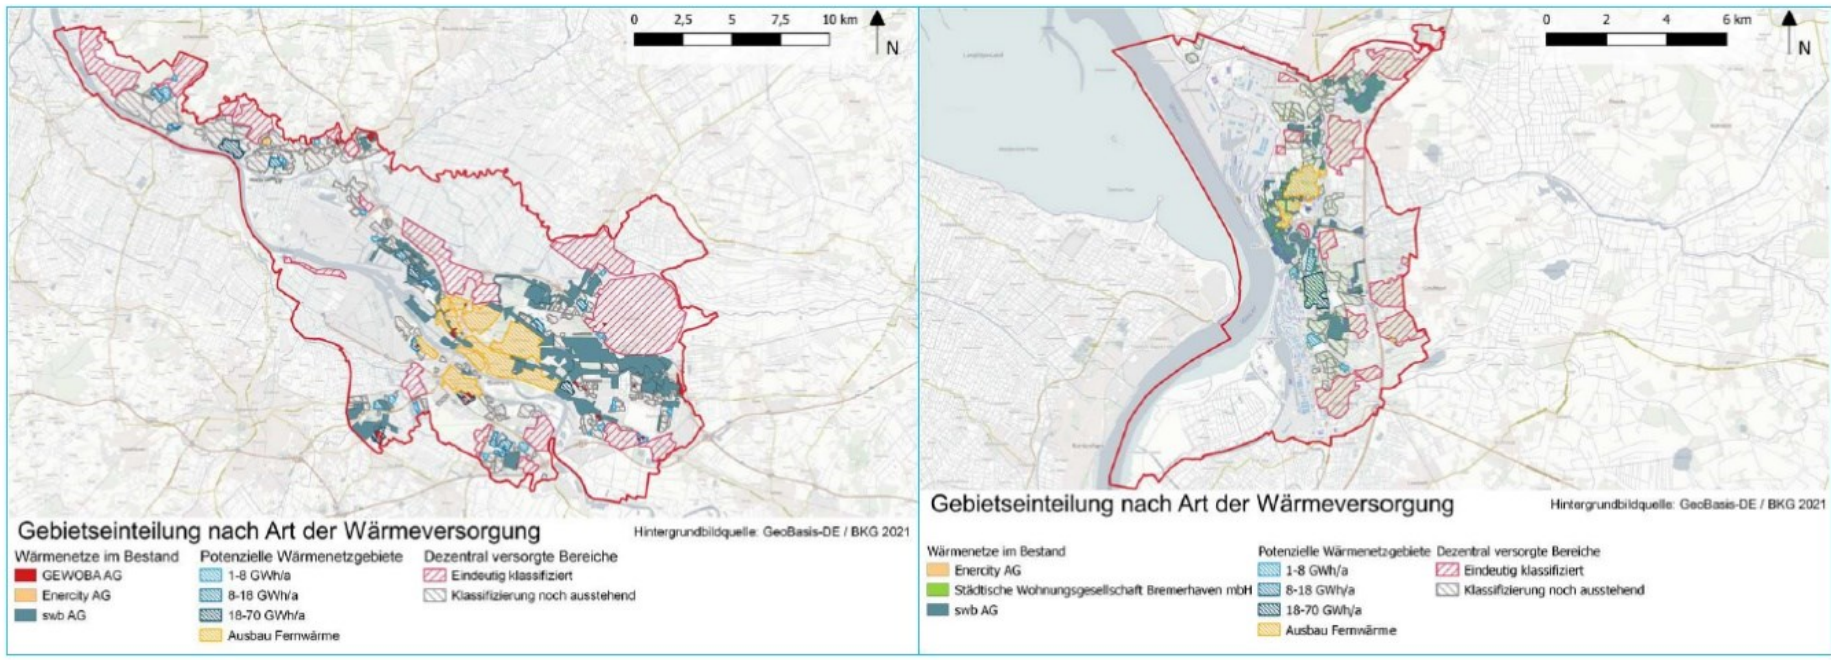 0 2,5 5 10 km
N
Gebietseinteilung nach Art der Wärmeversorgung
Hintergrundbildquelle: GeoBasis-DE / BKG 2021
Wärmenetze im Bestand
GEWOBA AG
Enercity AG
swb AG
Potenzielle Wärmenetzgebiete
1-8 GWh/a
8-18 GWh/a
18-70 GWh/a
Ausbau Fernwärme
Dezentral versorgte Bereiche
Eindeutig klassifiziert
Klassifizierung noch ausstehend
0 2 4 6 km
N
Gebietseinteilung nach Art der Wärmeversorgung
Hintergrundbildquelle: GeoBasis-DE / BKG 2021
Wärmenetze im Bestand
Enercity AG
Städtische Wohnungsgesellschaft Bremerhaven mbH
swb AG
Potenzielle Wärmenetzgebiete
1-8 GWh/a
8-18 GWh/a
18-70 GWh/a
Ausbau Fernwärme
Dezentral versorgte Bereiche
Eindeutig klassifiziert
Klassifizierung noch ausstehend